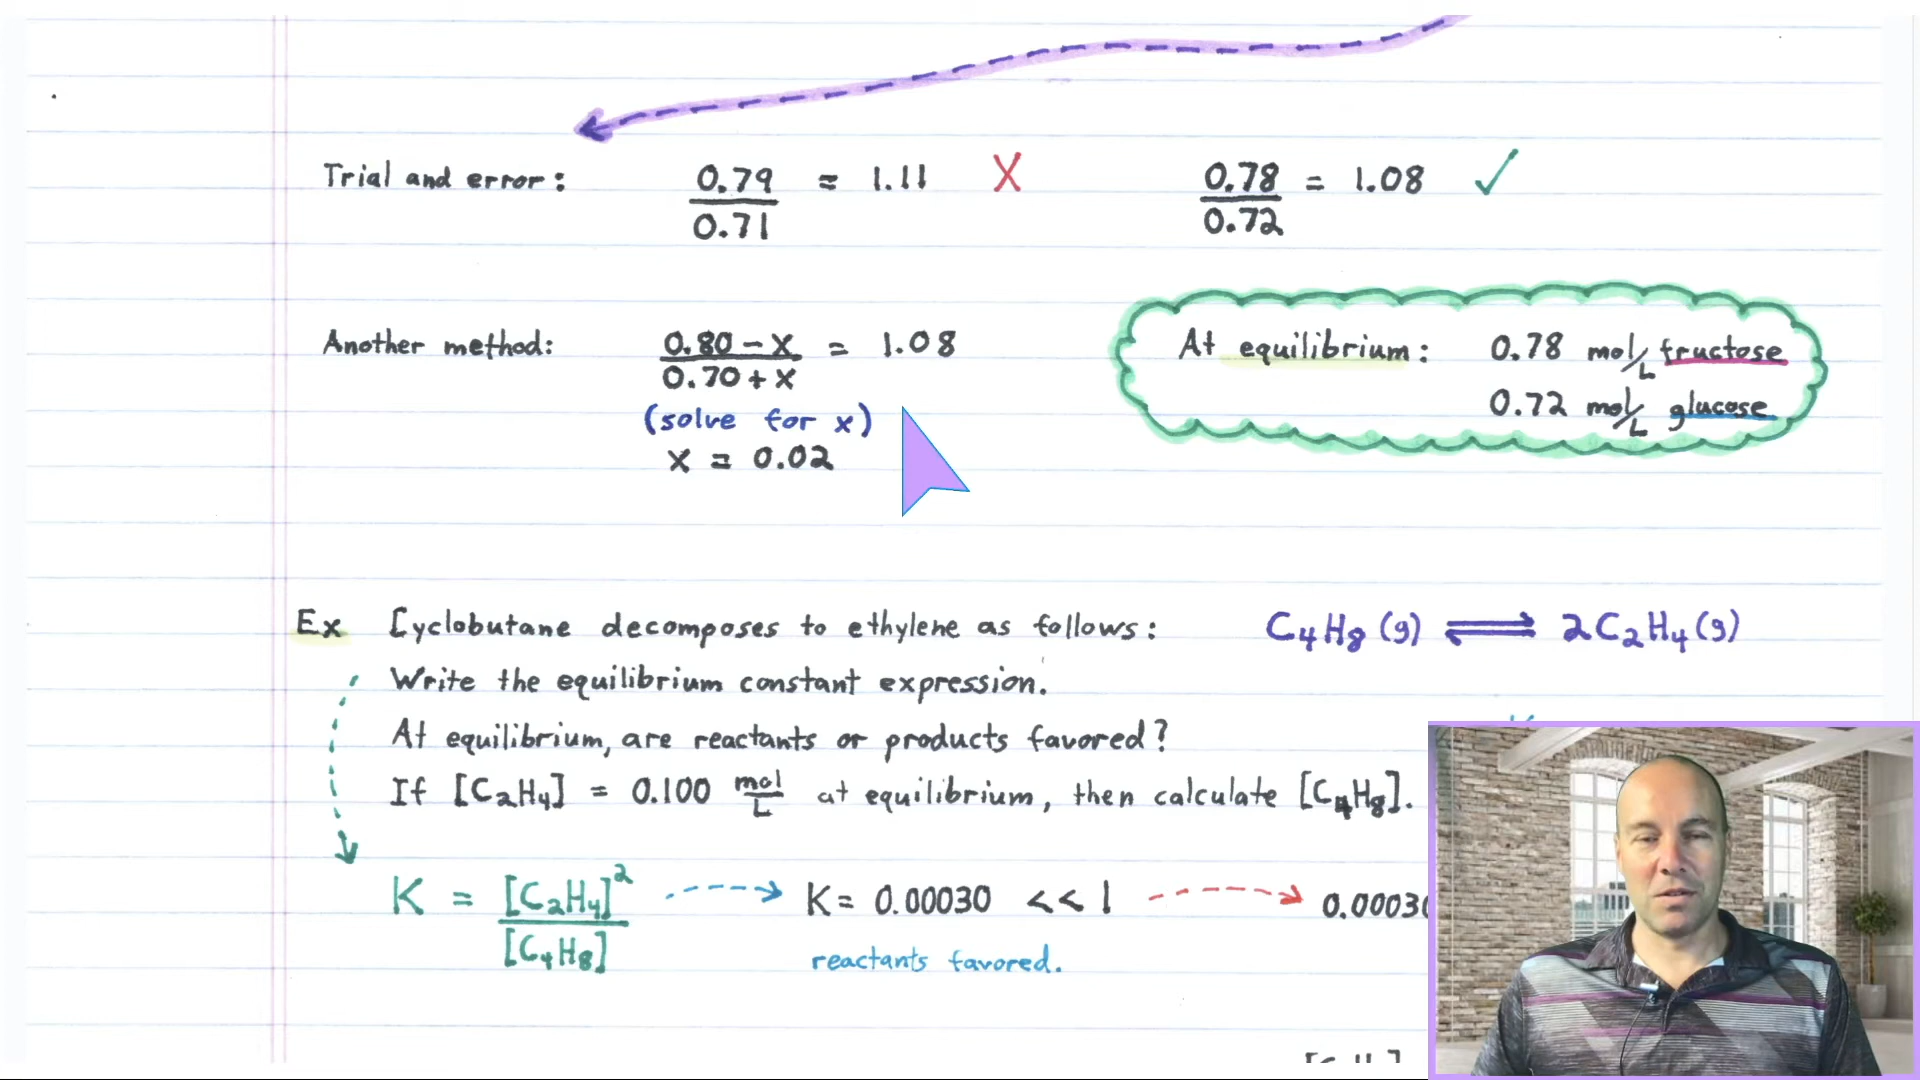 Trial and error: 0.79/0.71 = 1.11 X 0.78/0.72 = 1.08 ✓
Another method: 0.80 - x / 0.70 + x = 1.08
(solve for x)
x = 0.02
At equilibrium: 0.78 mol/L fructose
0.72 mol/L glucose
Ex Cyclobutane decomposes to ethylene as follows: C₄H₈(g) ⇌ 2C₂H₄(g)
Write the equilibrium constant expression.
At equilibrium, are reactants or products favored?
If [C₂H₄] = 0.100 mol/L at equilibrium, then calculate [C₄H₈].
K = [C₂H₄]²/[C₄H₈] K = 0.00030 << 1 0.00030
reactants favored.